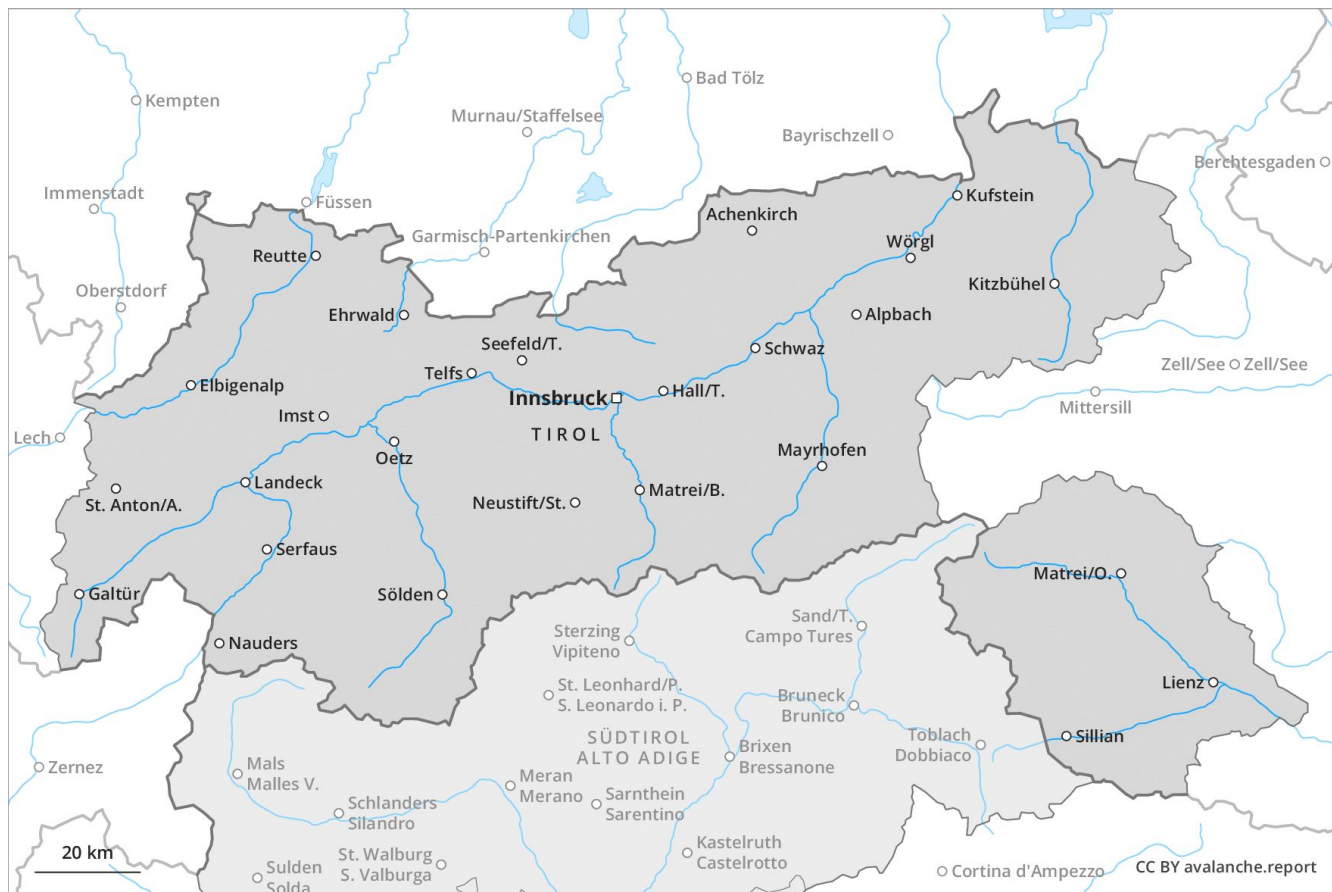 Bad Tölz
Kempten
Murnau/Staffelsee
Bayrischzell
Berchtesgaden
Immenstadt
Füssen
Kufstein
Achenkirch
Garmisch-Partenkirchen
Wörgl
Reutte
Kitzbühel
Oberstdorf
Ehrwald
Alpbach
Seefeld/T.
Schwaz
Telfs
Zell/See
Zell/See
Elbigenalp
Innsbruck
Hall/T.
Mittersill
Imst
TIROL
Lech
Oetz
Mayrhofen
Landeck
Matrei/B.
St. Anton/A.
Neustift/St.
Serfaus
Matrei/O.
Galtür
Sölden
Sand/T.
Campo Tures
Sterzing
Vipiteno
Nauders
Lienz
St. Leonhard/P.
S. Leonardo i. P.
Bruneck
Brunico
SÜDTIROL
ALTO ADIGE
Toblach
Dobbiaco
Sillian
Brixen
Bressanone
Zernez
Mals
Malles V.
Meran
Merano
Sarnthein
Sarentino
Schlanders
Silandro
Kastelruth
Castelrotto
20 km
St. Walburg
S. Valburga
Sulden
Solda
Cortina d'Ampezzo
CC BY avalanche.report